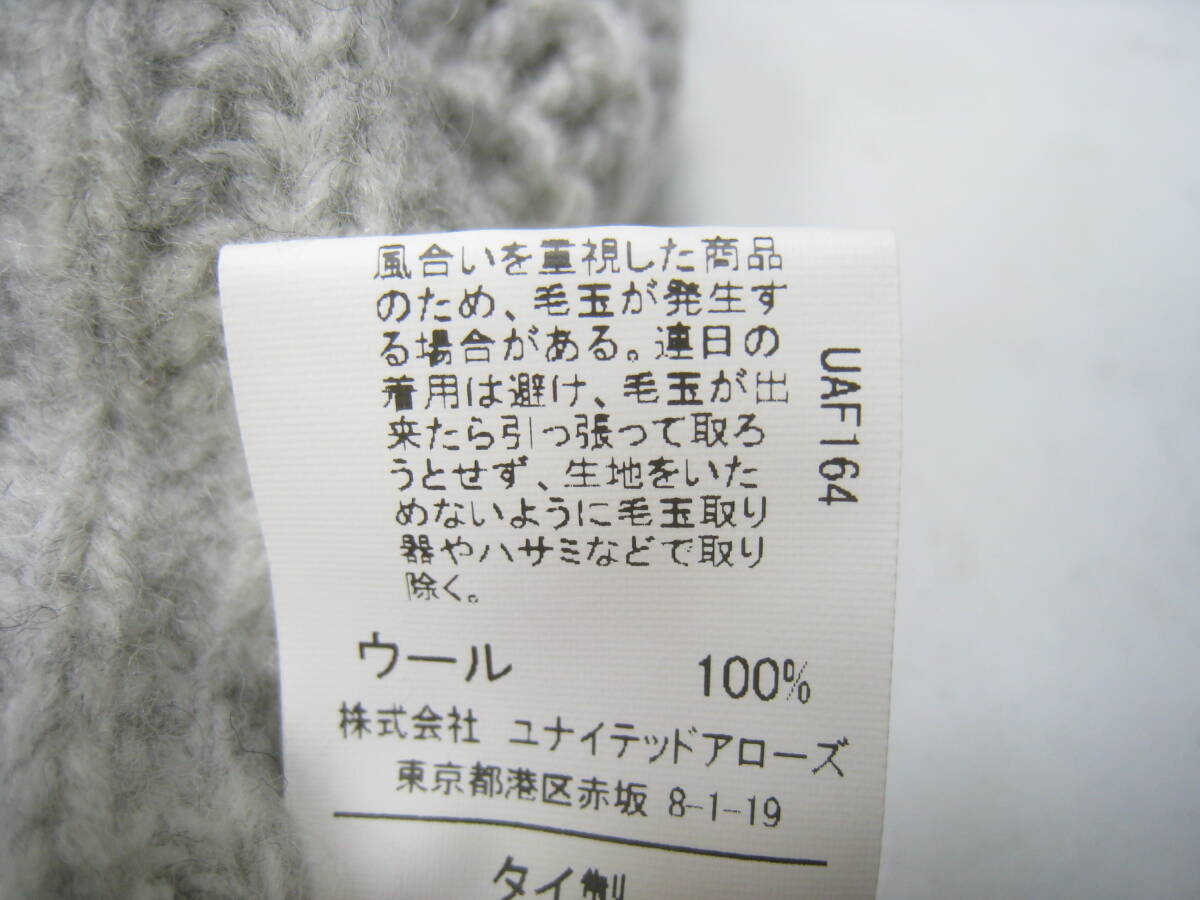 風合いを重視した商品
のため、毛玉が発生す
る場合がある。連日の
着用は避け、毛玉が出
来たら引っ張って取ろ
うとせず、生地をいた
めないように毛玉取り
器やハサミなどで取り
除く。
UAF164
ウール 100%
株式会社 ユナイテッドアローズ
東京都港区赤坂 8-1-19
タイ製